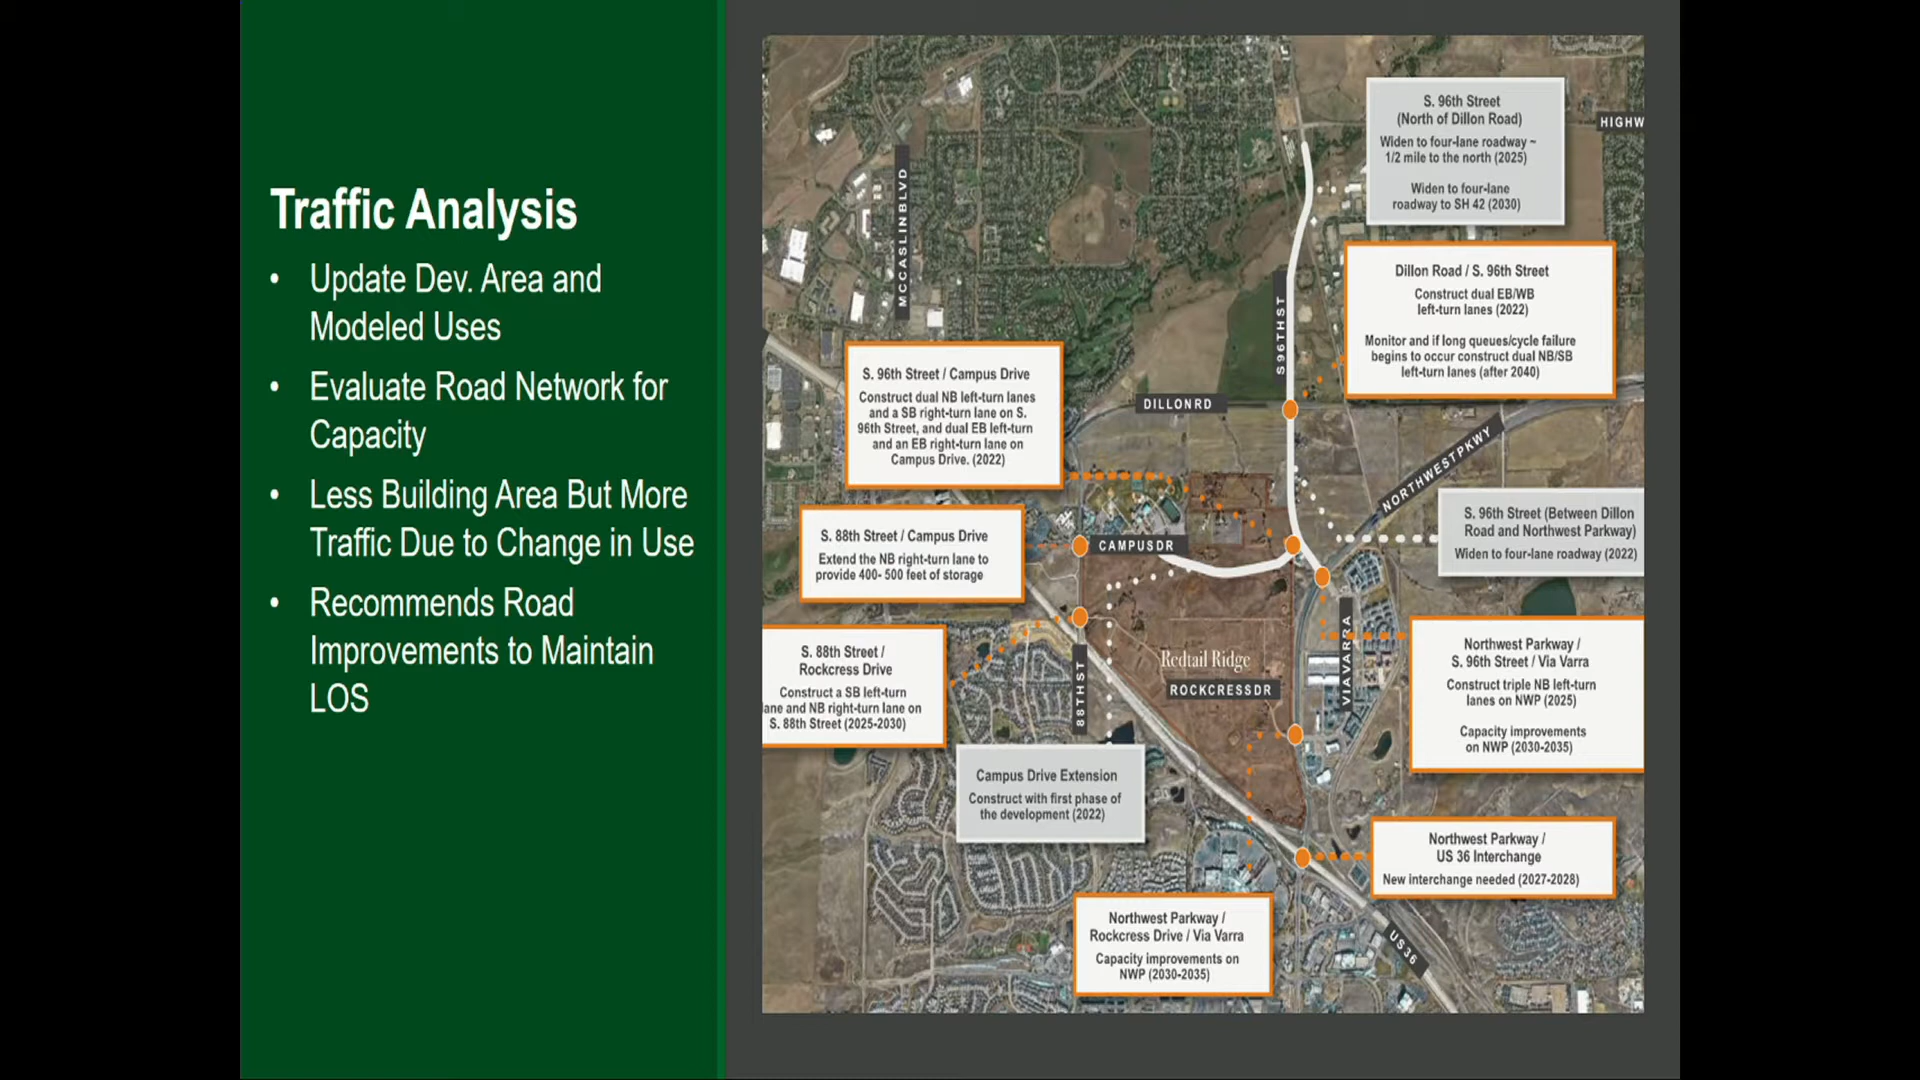 Traffic Analysis
• Update Dev. Area and
Modeled Uses
• Evaluate Road Network for
Capacity
• Less Building Area But More
Traffic Due to Change in Use
• Recommends Road
Improvements to Maintain
LOS
S. 96th Street
(North of Dillon Road)
Widen to four-lane roadway ~
1/2 mile to the north (2025)
Widen to four-lane
roadway to SH 42 (2030)
HIGHW
MCCASLIN BLVD
Dillon Road / S. 96th Street
Construct dual EB/WB
left-turn lanes (2022)
Monitor and if long queues/cycle failure
begins to occur construct dual NB/SB
left-turn lanes (after 2040)
S 96TH ST
S. 96th Street / Campus Drive
Construct dual NB left-turn lanes
and a SB right-turn lane on S.
96th Street, and dual EB left-turn
and an EB right-turn lane on
Campus Drive. (2022)
DILLON RD
NORTHWEST PKWY
S. 88th Street / Campus Drive
Extend the NB right-turn lane to
provide 400- 500 feet of storage
CAMPUS DR
S. 96th Street (Between Dillon
Road and Northwest Parkway)
Widen to four-lane roadway (2022)
S. 88th Street /
Rockcress Drive
Construct a SB left-turn
lane and NB right-turn lane on
S. 88th Street (2025-2030)
88TH ST
Redtail Ridge
ROCKCRESS DR
VIA VARRA
Northwest Parkway /
S. 96th Street / Via Varra
Construct triple NB left-turn
lanes on NWP (2025)
Capacity improvements
on NWP (2030-2035)
Campus Drive Extension
Construct with first phase of
the development (2022)
Northwest Parkway /
US 36 Interchange
New interchange needed (2027-2028)
Northwest Parkway /
Rockcress Drive / Via Varra
Capacity improvements on
NWP (2030-2035)
US 36